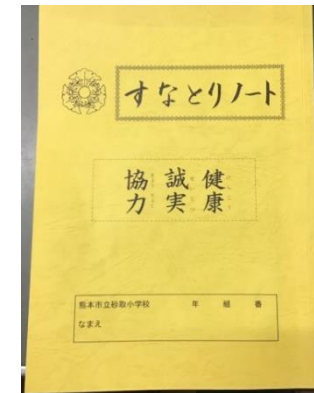 すなとりノート
健康
誠実
協力
熊本市立砂取小学校 年 組 番
なまえ